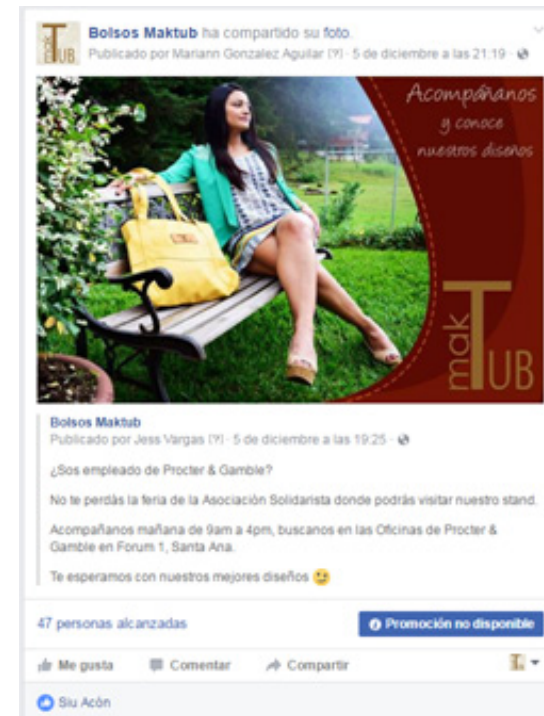 mak
TUB
Bolsos Maktub ha compartido su foto.
Publicado por Mariann Gonzalez Aguilar [?] · 5 de diciembre a las 21:19 ·
Acompáñanos
y conoce
nuestros diseños
mak
TUB
Bolsos Maktub
Publicado por Jess Vargas [?] · 5 de diciembre a las 19:25 ·
¿Sos empleado de Procter & Gamble?
No te perdás la feria de la Asociación Solidarista donde podrás visitar nuestro stand.
Acompañanos mañana de 9am a 4pm, buscanos en las Oficinas de Procter &
Gamble en Forum 1, Santa Ana.
Te esperamos con nuestros mejores diseños
47 personas alcanzadas
Promoción no disponible
Me gusta Comentar Compartir
Siu Acón